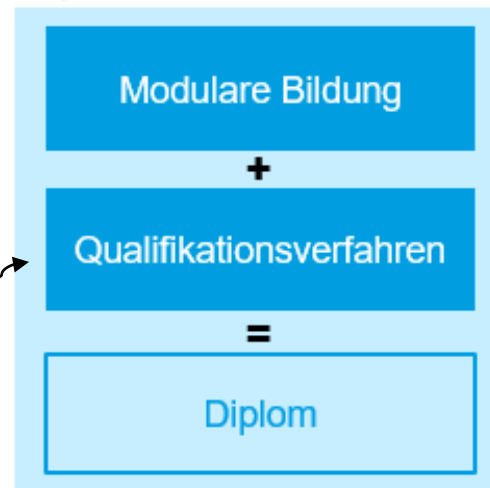 Modulare Bildung
+
Qualifikationsverfahren
=
Diplom